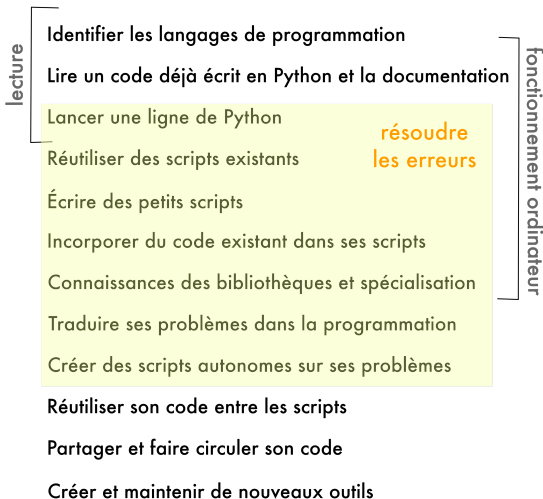 lecture
Identifier les langages de programmation
Lire un code déjà écrit en Python et la documentation
Lancer une ligne de Python
Réutiliser des scripts existants
Écrire des petits scripts
Incorporer du code existant dans ses scripts
Connaissances des bibliothèques et spécialisation
Traduire ses problèmes dans la programmation
Créer des scripts autonomes sur ses problèmes
Réutiliser son code entre les scripts
Partager et faire circuler son code
Créer et maintenir de nouveaux outils
résoudre
les erreurs
fonctionnement ordinateur